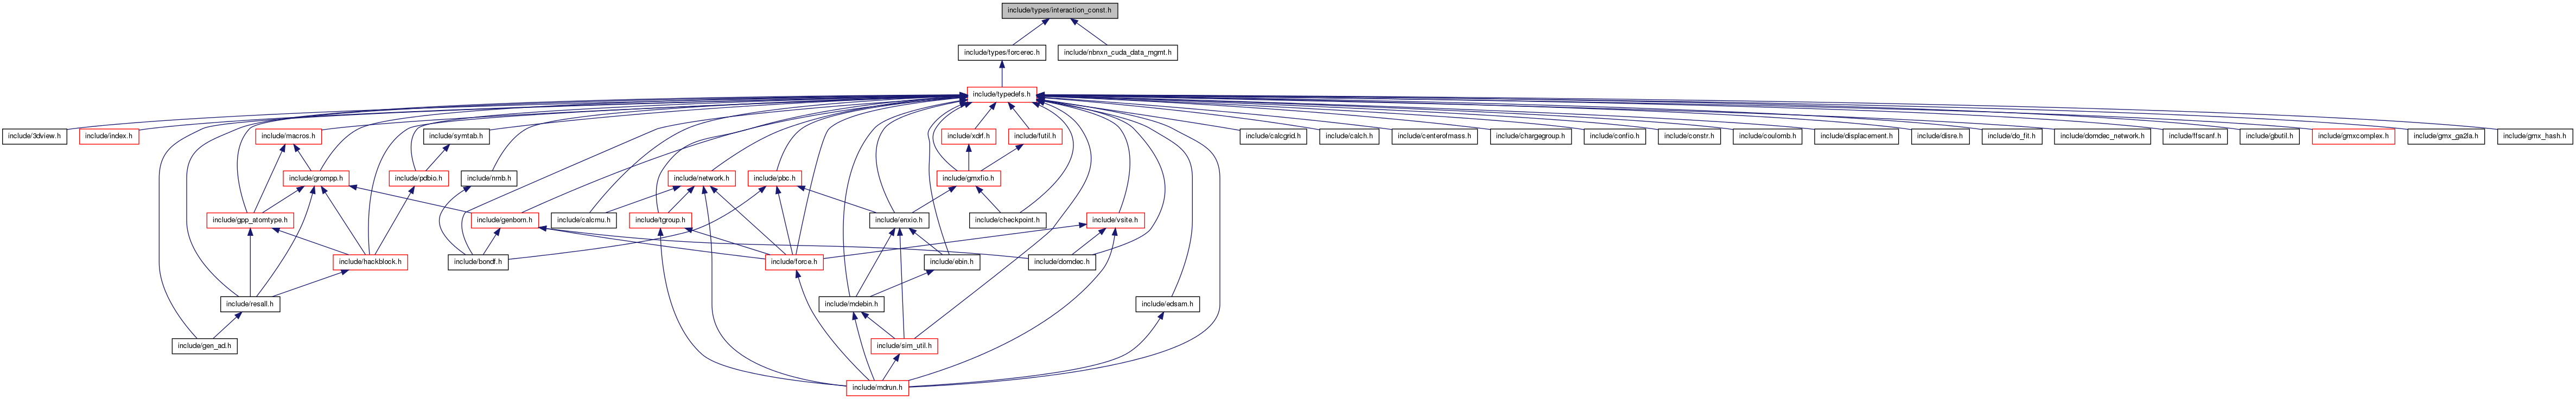 include/types/interaction_const.h
include/types/forcerec.h
include/nbnxn_cuda_data_mgmt.h
include/typedefs.h
include/3dview.h
include/index.h
include/macros.h
include/symtab.h
include/xdrf.h
include/futil.h
include/calcgrid.h
include/calch.h
include/centerofmass.h
include/chargegroup.h
include/confio.h
include/constr.h
include/coulomb.h
include/displacement.h
include/disre.h
include/do_fit.h
include/domdec_network.h
include/ffscanf.h
include/gbutil.h
include/gmxcomplex.h
include/gmx_ga2la.h
include/gmx_hash.h
include/grompp.h
include/pdbio.h
include/nrnb.h
include/network.h
include/pbc.h
include/gmxfio.h
include/gpp_atomtype.h
include/genborn.h
include/calcmu.h
include/tgroup.h
include/enxio.h
include/checkpoint.h
include/vsite.h
include/hackblock.h
include/bondf.h
include/force.h
include/ebin.h
include/domdec.h
include/resall.h
include/mdebin.h
include/edsam.h
include/gen_ad.h
include/sim_util.h
include/mdrun.h